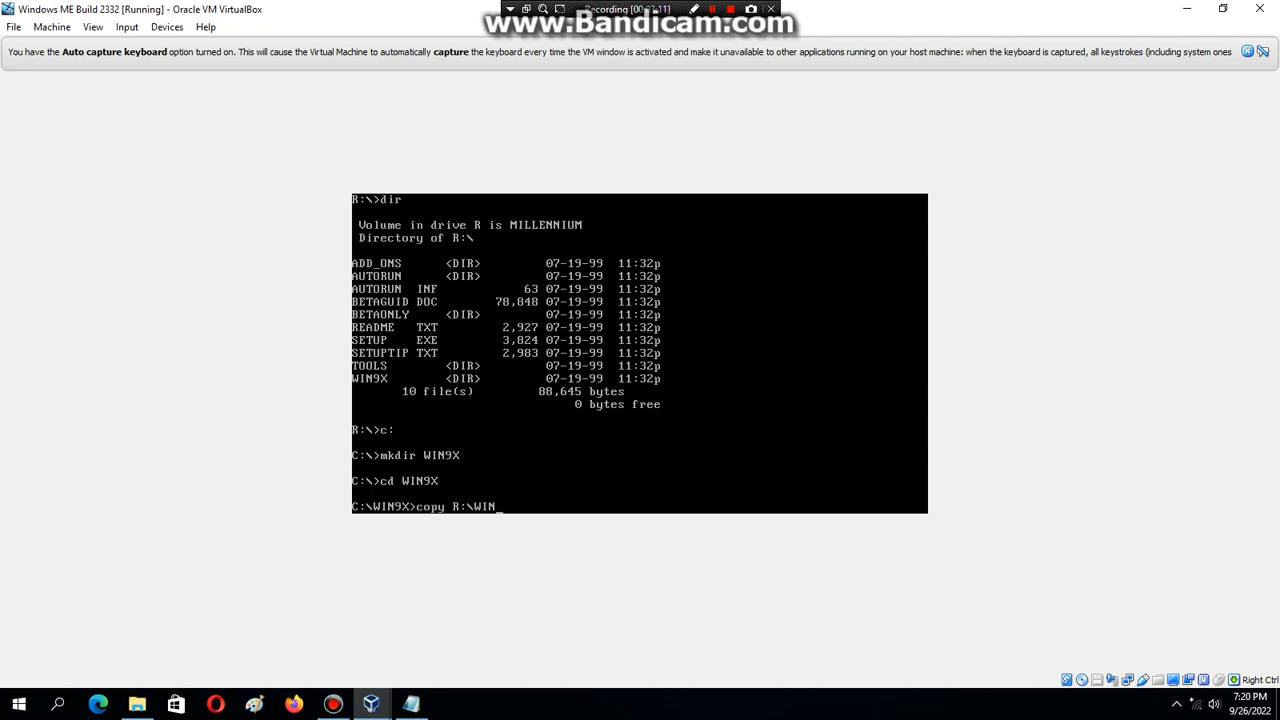 Windows ME Build 2332 [Running] - Oracle VM VirtualBox
Recording [00:03:11]
www.Bandicam.com
File Machine View Input Devices Help
You have the Auto capture keyboard option turned on. This will cause the Virtual Machine to automatically capture the keyboard every time the VM window is activated and make it unavailable to other applications running on your host machine: when the keyboard is captured, all keystrokes (including system ones
R:\>dir
Volume in drive R is MILLENNIUM
Directory of R:\
ADD_ONS <DIR> 07-19-99 11:32p
AUTORUN <DIR> 07-19-99 11:32p
AUTORUN INF 63 07-19-99 11:32p
BETAGUID DOC 78,848 07-19-99 11:32p
BETAONLY <DIR> 07-19-99 11:32p
README TXT 2,927 07-19-99 11:32p
SETUP EXE 3,824 07-19-99 11:32p
SETUPTIP TXT 2,983 07-19-99 11:32p
TOOLS <DIR> 07-19-99 11:32p
WIN9X <DIR> 07-19-99 11:32p
10 file(s) 88,645 bytes
0 bytes free
R:\>c:
C:\>mkdir WIN9X
C:\>cd WIN9X
C:\WIN9X>copy R:\WIN_
Right Ctrl
7:20 PM
9/26/2022